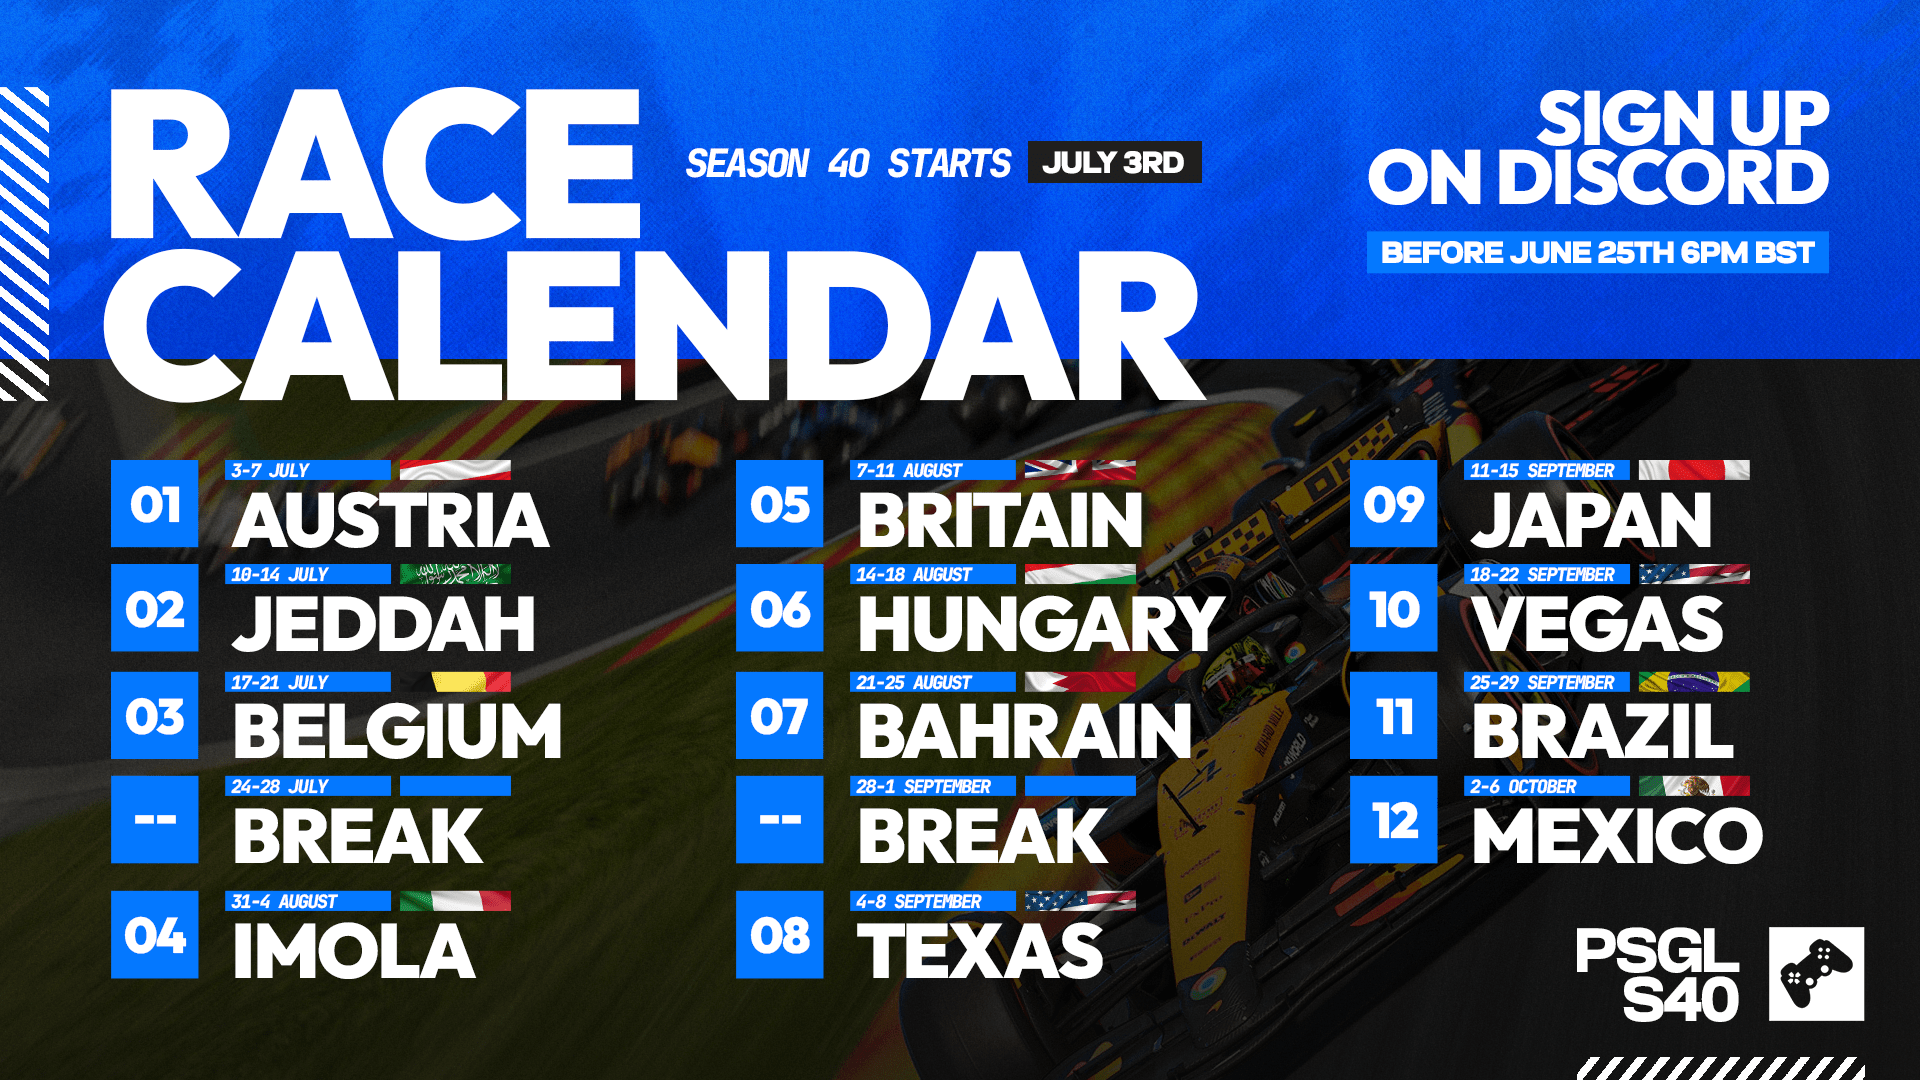 RACE
CALENDAR
SEASON 40 STARTS JULY 3RD
SIGN UP
ON DISCORD
BEFORE JUNE 25TH 6PM BST
01
3-7 JULY
AUSTRIA
02
10-14 JULY
JEDDAH
03
17-21 JULY
BELGIUM
--
24-28 JULY
BREAK
04
31-4 AUGUST
IMOLA
05
7-11 AUGUST
BRITAIN
06
14-18 AUGUST
HUNGARY
07
21-25 AUGUST
BAHRAIN
--
28-1 SEPTEMBER
BREAK
08
4-8 SEPTEMBER
TEXAS
09
11-15 SEPTEMBER
JAPAN
10
18-22 SEPTEMBER
VEGAS
11
25-29 SEPTEMBER
BRAZIL
12
2-6 OCTOBER
MEXICO
PSGL
S40